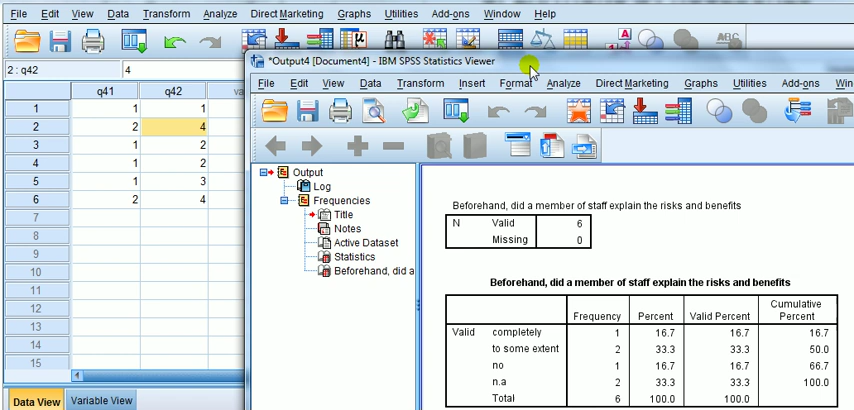 File Edit View Data Transform Analyze Direct Marketing Graphs Utilities Add-ons Window Help
2 : q42 4
q41 q42 va
1 1 1
2 2 4
3 1 2
4 1 2
5 1 3
6 2 4
7
8
9
10
11
12
13
14
15
Data View Variable View
*Output4 [Document4] - IBM SPSS Statistics Viewer
File Edit View Data Transform Insert Format Analyze Direct Marketing Graphs Utilities Add-ons Win
Output
Log
Frequencies
Title
Notes
Active Dataset
Statistics
Beforehand, did a
Beforehand, did a member of staff explain the risks and benefits
N Valid 6
Missing 0
Beforehand, did a member of staff explain the risks and benefits
Frequency Percent Valid Percent Cumulative Percent
Valid completely 1 16.7 16.7 16.7
to some extent 2 33.3 33.3 50.0
no 1 16.7 16.7 66.7
n.a 2 33.3 33.3 100.0
Total 6 100.0 100.0